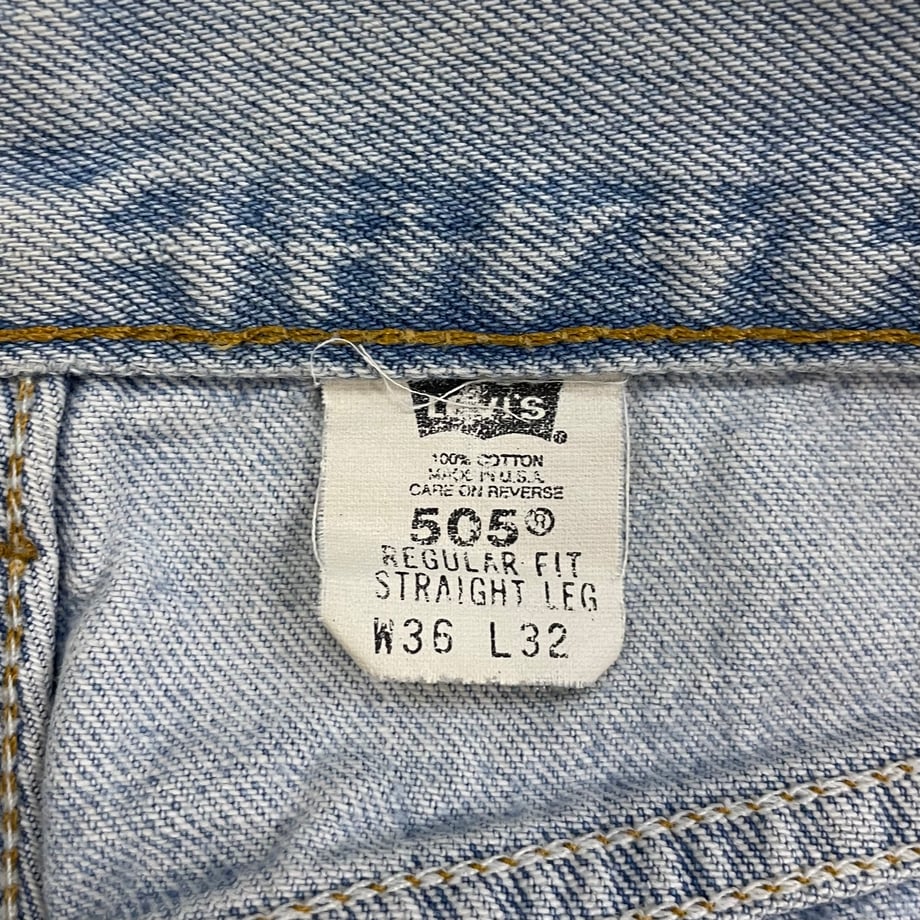 Levi's®
100% COTTON
MADE IN U.S.A.
CARE ON REVERSE
505®
REGULAR FIT
STRAIGHT LEG
W36 L32